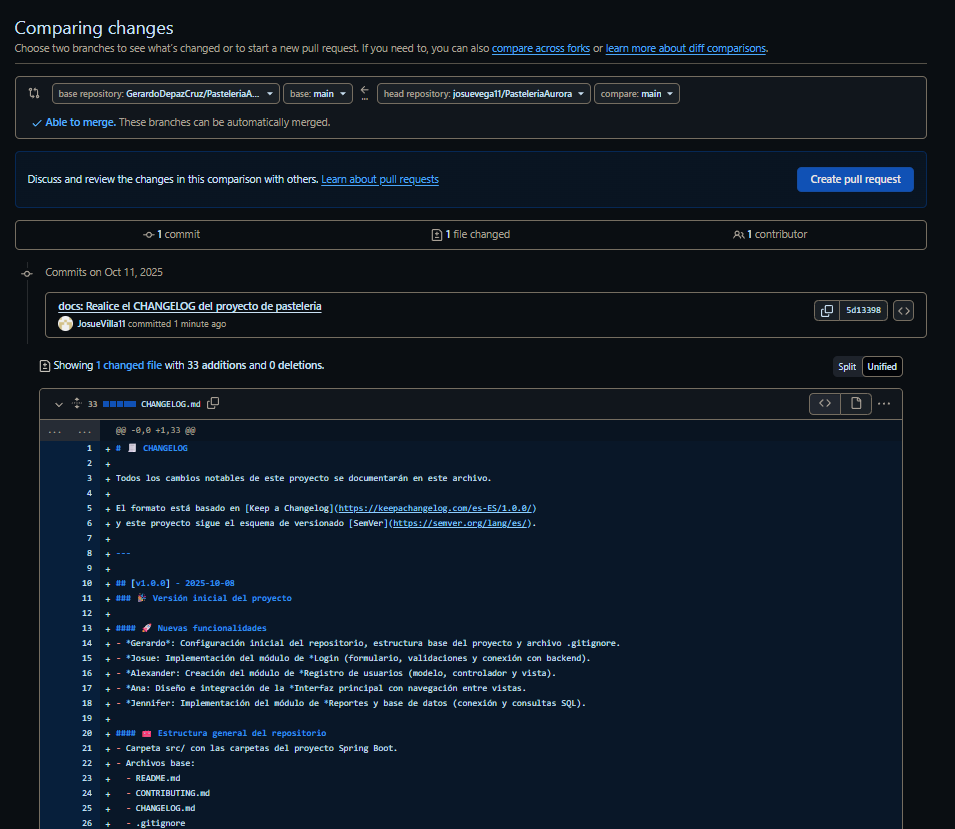 Comparing changes
Choose two branches to see what's changed or to start a new pull request. If you need to, you can also compare across forks or learn more about diff comparisons.
base repository: GerardoDepazCruz/PasteleriaA... base: main ... head repository: josuevega11/PasteleriaAurora compare: main
Able to merge. These branches can be automatically merged.
Discuss and review the changes in this comparison with others. Learn about pull requests Create pull request
1 commit 1 file changed 1 contributor
Commits on Oct 11, 2025
docs: Realice el CHANGELOG del proyecto de pasteleria
JosueVilla11 committed 1 minute ago 5d13398
Showing 1 changed file with 33 additions and 0 deletions. Split Unified
33 CHANGELOG.md
... ... @@ -0,0 +1,33 @@
1 + # 🧾 CHANGELOG
2 +
3 + Todos los cambios notables de este proyecto se documentarán en este archivo.
4 +
5 + El formato está basado en [Keep a Changelog](https://keepachangelog.com/es-ES/1.0.0/)
6 + y este proyecto sigue el esquema de versionado [SemVer](https://semver.org/lang/es/).
7 +
8 + ---
9 +
10 + ## [v1.0.0] - 2025-10-08
11 + ### 🎉 Versión inicial del proyecto
12 +
13 + #### 🚀 Nuevas funcionalidades
14 + - *Gerardo*: Configuración inicial del repositorio, estructura base del proyecto y archivo .gitignore.
15 + - *Josue: Implementación del módulo de *Login (formulario, validaciones y conexión con backend).
16 + - *Alexander: Creación del módulo de *Registro de usuarios (modelo, controlador y vista).
17 + - *Ana: Diseño e integración de la *Interfaz principal con navegación entre vistas.
18 + - *Jennifer: Implementación del módulo de *Reportes y base de datos (conexión y consultas SQL).
19 +
20 + #### 🧰 Estructura general del repositorio
21 + - Carpeta src/ con las carpetas del proyecto Spring Boot.
22 + - Archivos base:
23 + - README.md
24 + - CONTRIBUTING.md
25 + - CHANGELOG.md
26 + - .gitignore